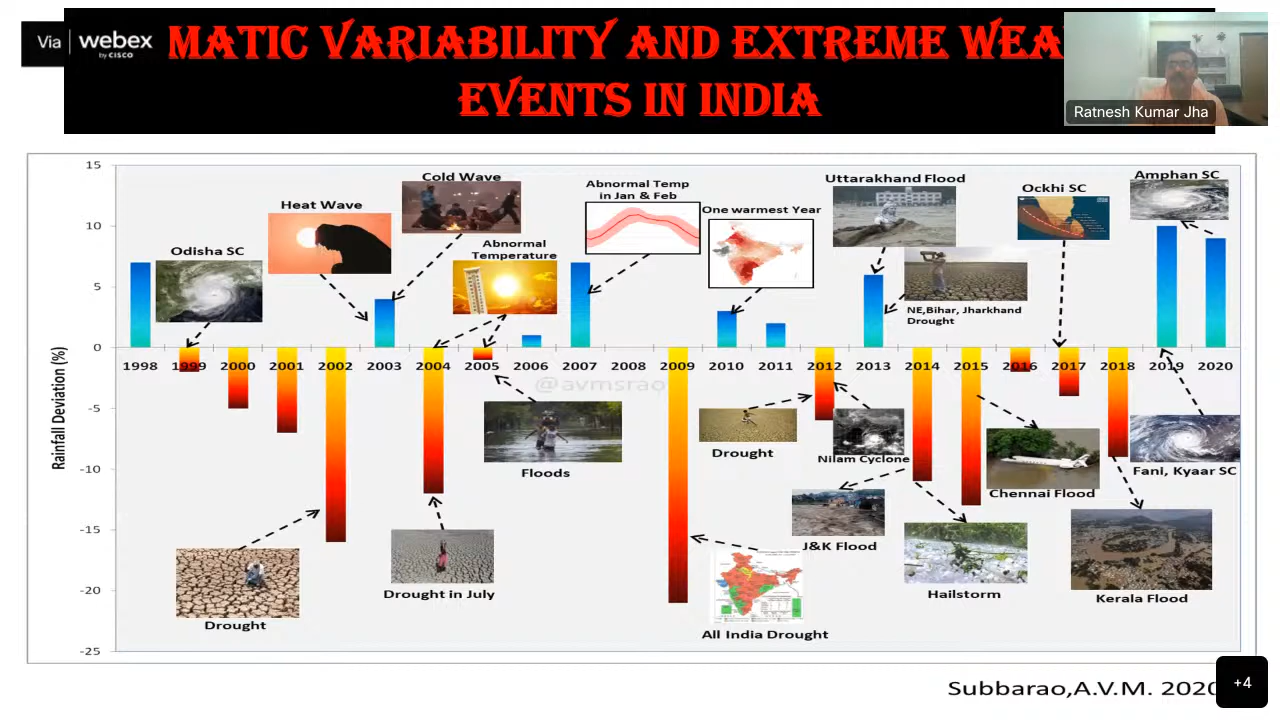 Via webex
by CISCO
MATIC VARIABILITY AND EXTREME WEA
EVENTS IN INDIA
Ratnesh Kumar Jha
15
10
5
0
-5
-10
-15
-20
-25
Rainfall Deviation (%)
Odisha SC
Heat Wave
Cold Wave
Abnormal
Temperature
Abnormal Temp
in Jan & Feb
One warmest Year
Uttarakhand Flood
NE,Bihar, Jharkhand
Drought
Ockhi SC
Amphan SC
1998 1999 2000 2001 2002 2003 2004 2005 2006 2007 2008 2009 2010 2011 2012 2013 2014 2015 2016 2017 2018 2019 2020
@avmsrao
Floods
Drought
Nilam Cyclone
Chennai Flood
Fani, Kyaar SC
J&K Flood
Hailstorm
Kerala Flood
Drought in July
Drought
All India Drought
Subbarao,A.V.M. 2020
+4